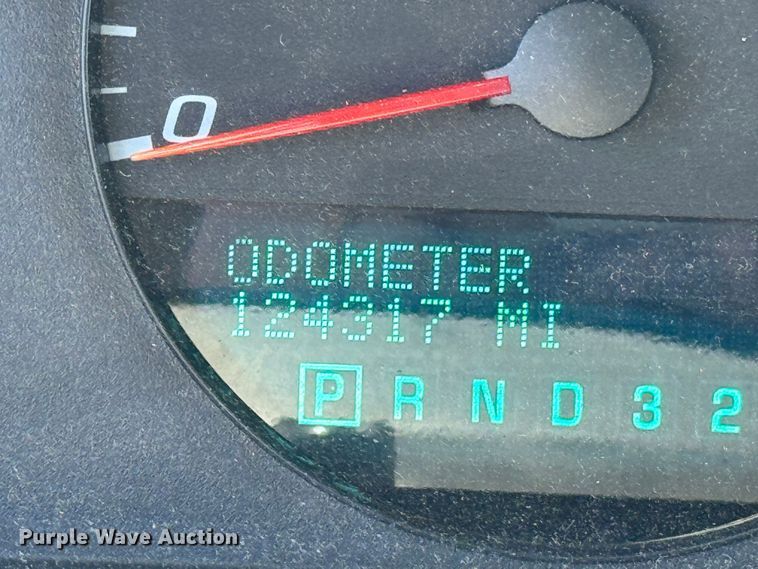 0
ODOMETER
124317 MI
P R N D 3 2
Purple Wave Auction